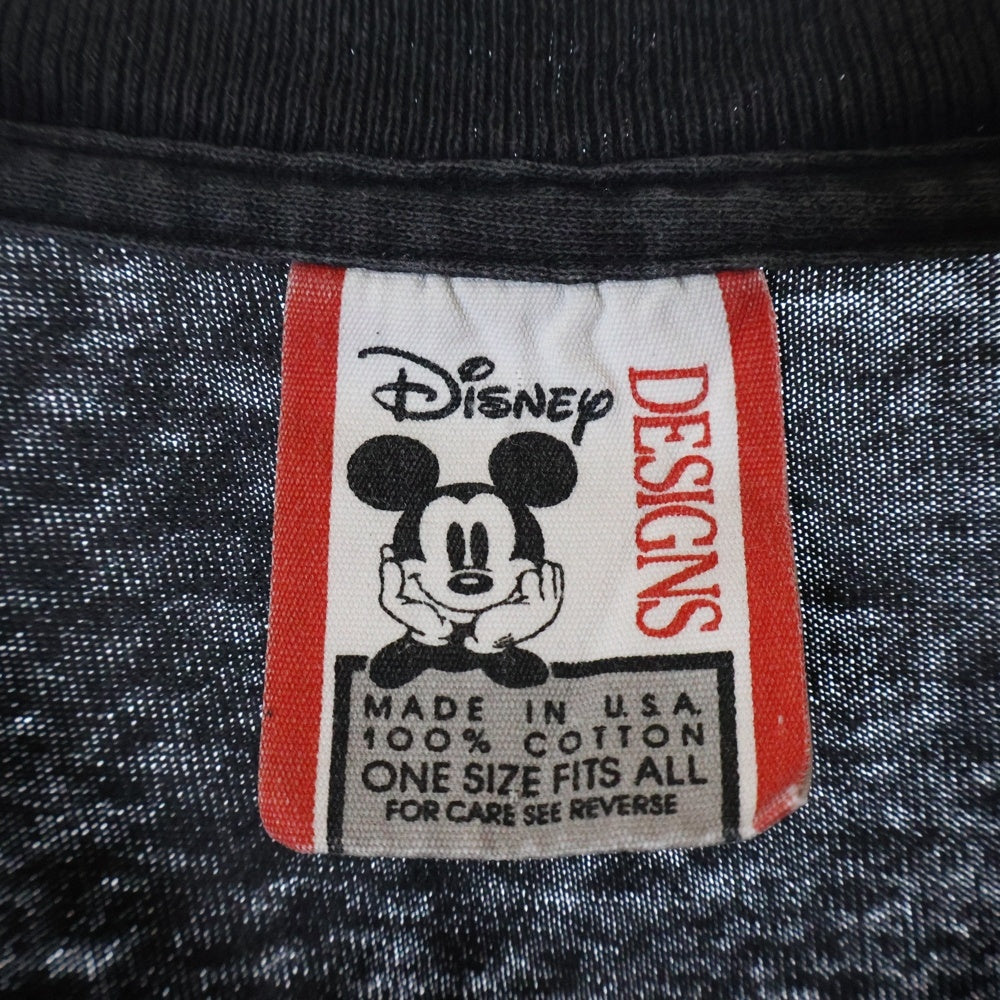 Disney
DESIGNS
MADE IN U.S.A.
100% COTTON
ONE SIZE FITS ALL
FOR CARE SEE REVERSE